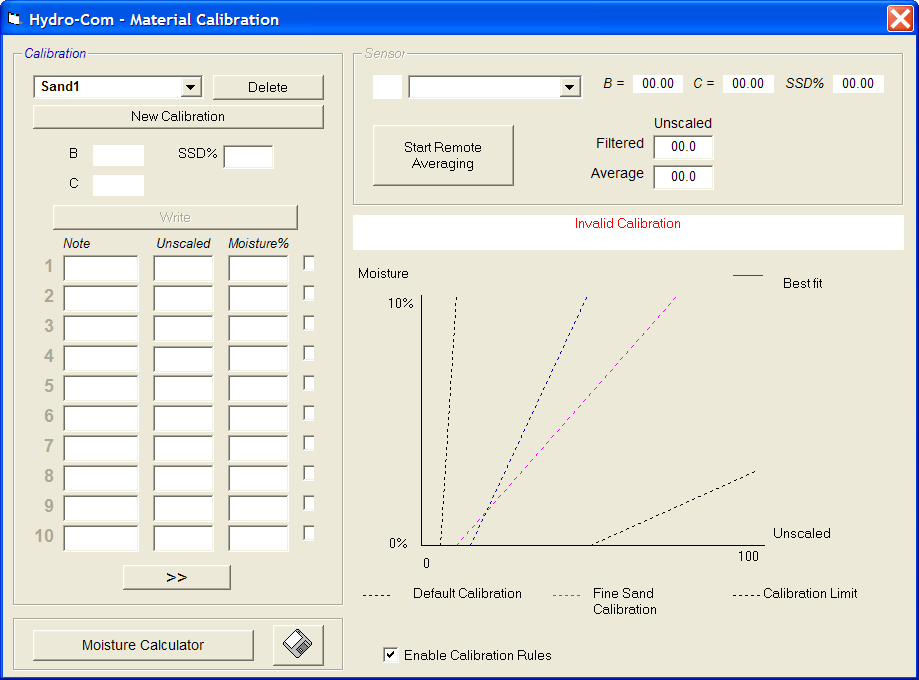 Hydro-Com - Material Calibration
Calibration
Sand1
Delete
New Calibration
B
SSD%
C
Write
Note Unscaled Moisture%
1
2
3
4
5
6
7
8
9
10
>>
Moisture Calculator
Sensor
B = 00.00 C = 00.00 SSD% 00.00
Start Remote
Averaging
Unscaled
Filtered 00.0
Average 00.0
Invalid Calibration
Moisture
Best fit
10%
0%
0
100
Unscaled
Default Calibration
Fine Sand
Calibration
Calibration Limit
Enable Calibration Rules